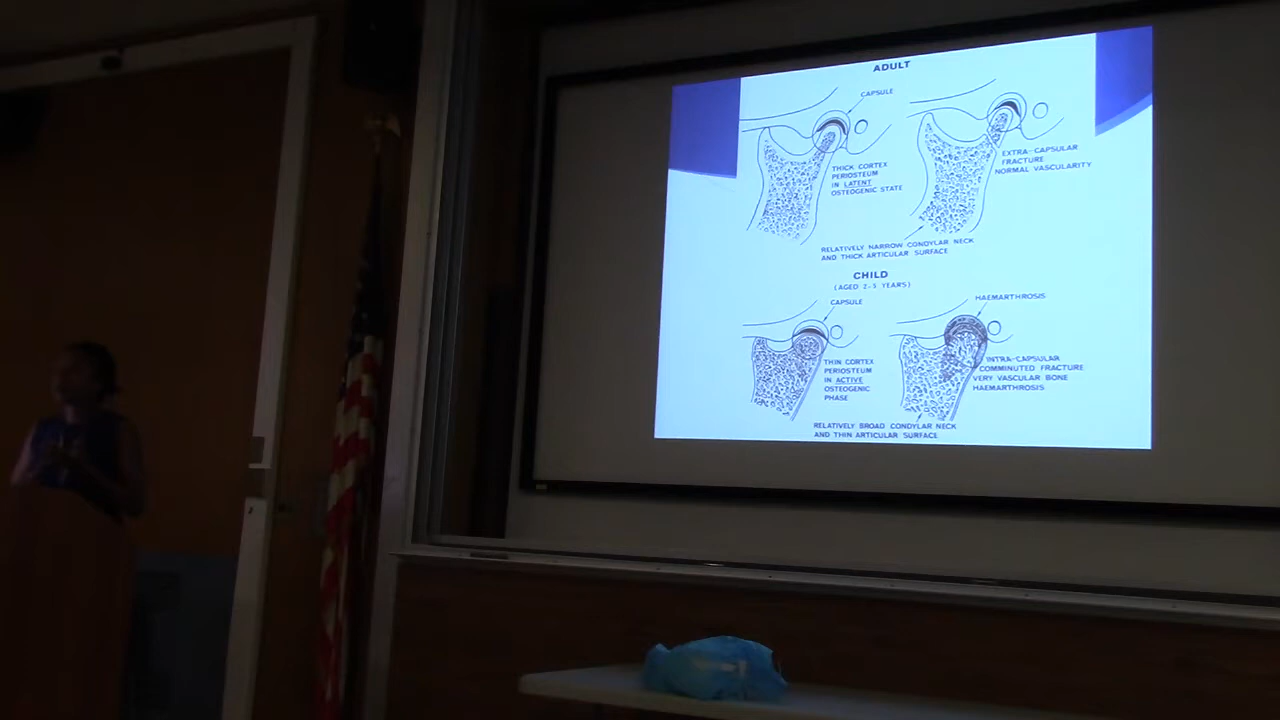 ADULT
CAPSULE
THICK CORTEX
PERIOSTEUM
IN LATENT
OSTEOGENIC STATE
EXTRA-CAPSULAR
FRACTURE
NORMAL VASCULARITY
RELATIVELY NARROW CONDYLAR NECK
AND THICK ARTICULAR SURFACE
CHILD
(AGED 2-5 YEARS)
CAPSULE
HAEMARTHROSIS
THIN CORTEX
PERIOSTEUM
IN ACTIVE
OSTEOGENIC
PHASE
INTRA-CAPSULAR
COMMINUTED FRACTURE
VERY VASCULAR BONE
HAEMARTHROSIS
RELATIVELY BROAD CONDYLAR NECK
AND THIN ARTICULAR SURFACE